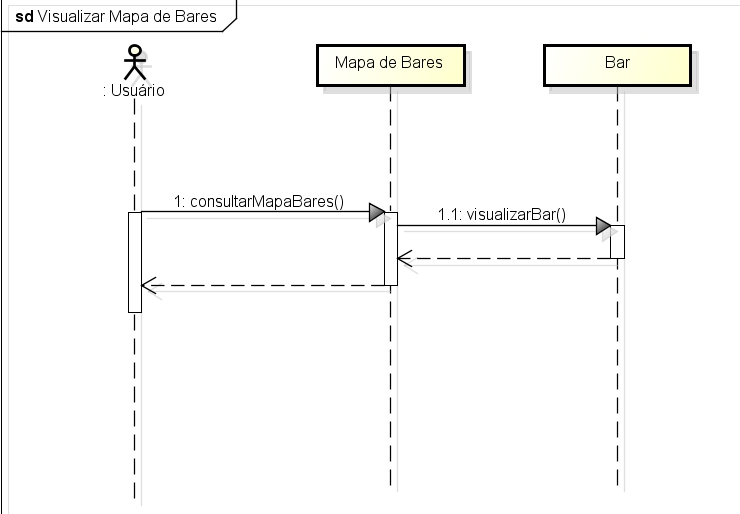 sd Visualizar Mapa de Bares
: Usuário
Mapa de Bares
Bar
1: consultarMapaBares()
1.1: visualizarBar()